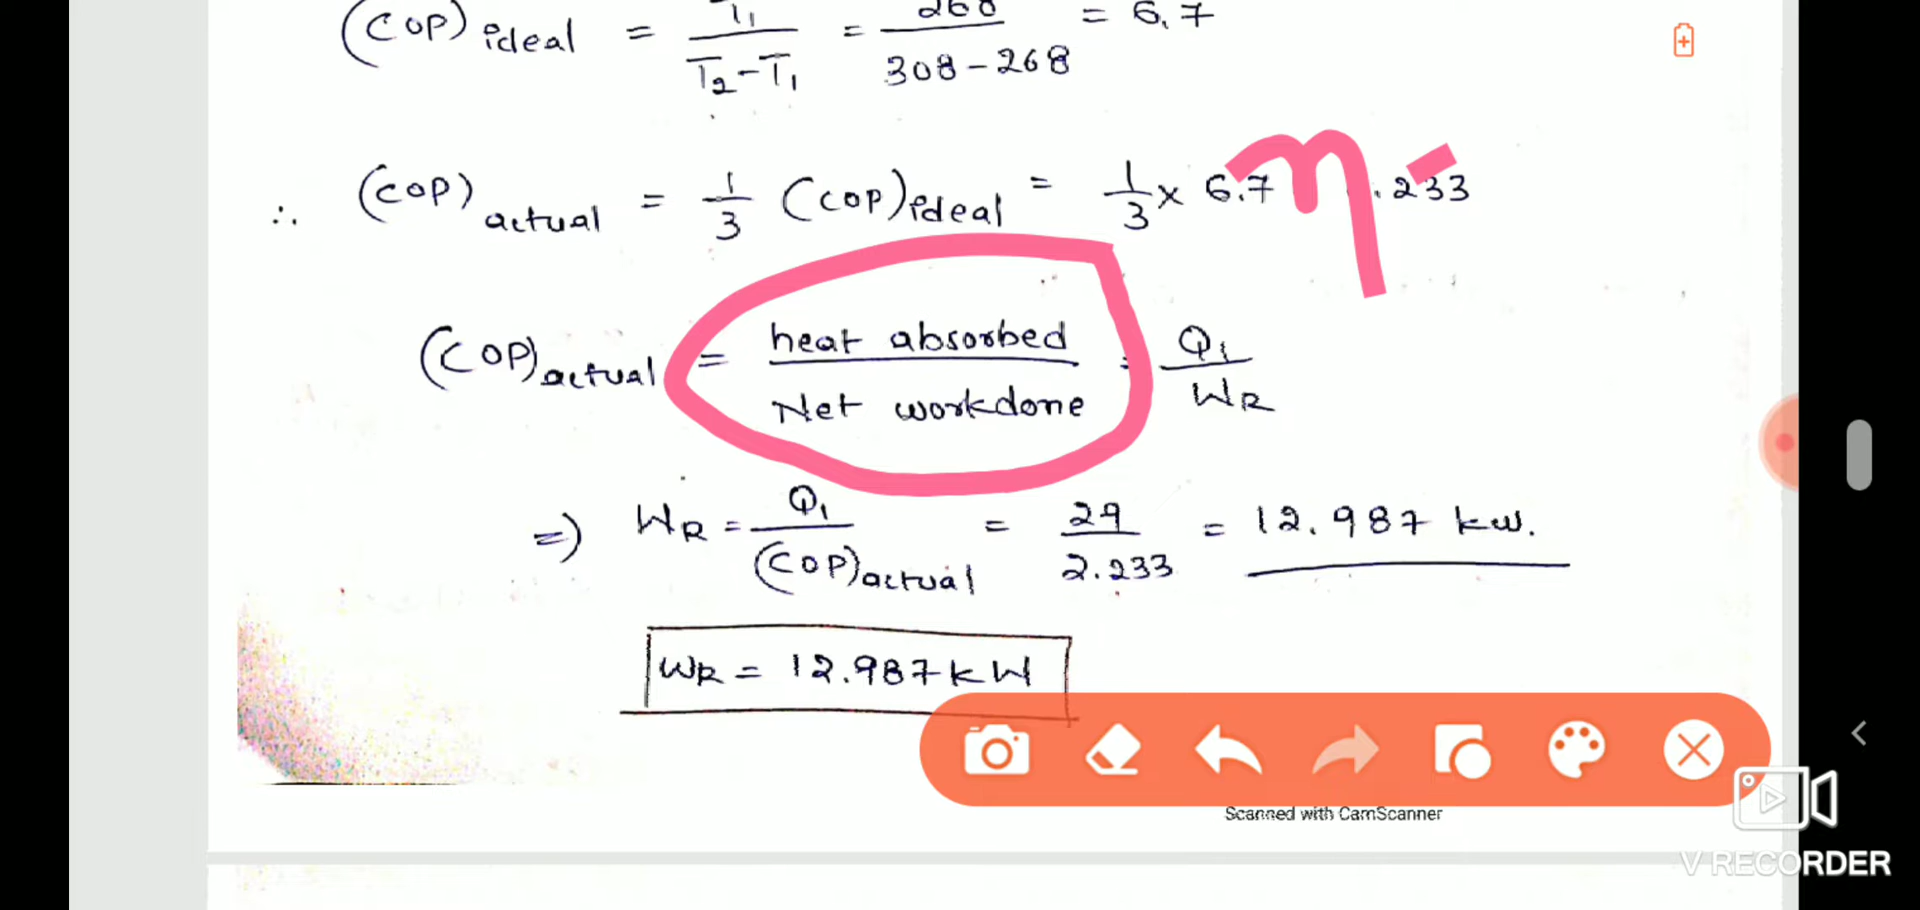 (COP) ideal = T1 / T2-T1 = 268 / 308-268 = 6.7
∴ (COP) actual = 1/3 (COP) ideal = 1/3 × 6.7 η .233
(COP) actual = heat absorbed / Net workdone = Q1 / WR
=) WR = Q1 / (COP) actual = 29 / 2.233 = 12.987 kw.
WR = 12.987 kW
Scanned with CamScanner
V RECORDER